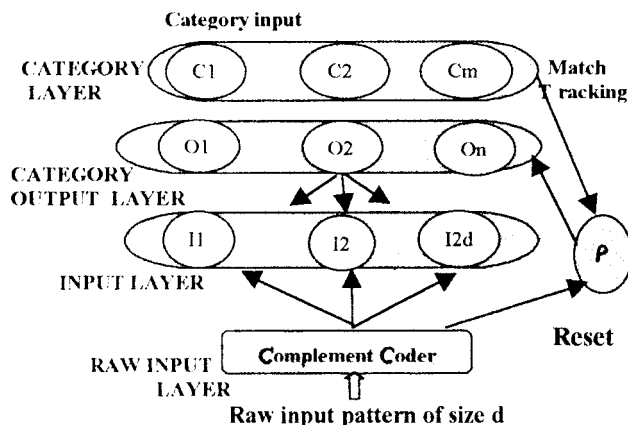 Category input
CATEGORY
LAYER
C1
C2
Cm
Match
T racking
O1
O2
On
CATEGORY
OUTPUT LAYER
I1
I2
I2d
INPUT LAYER
ρ
Reset
RAW INPUT
LAYER
Complement Coder
Raw input pattern of size d